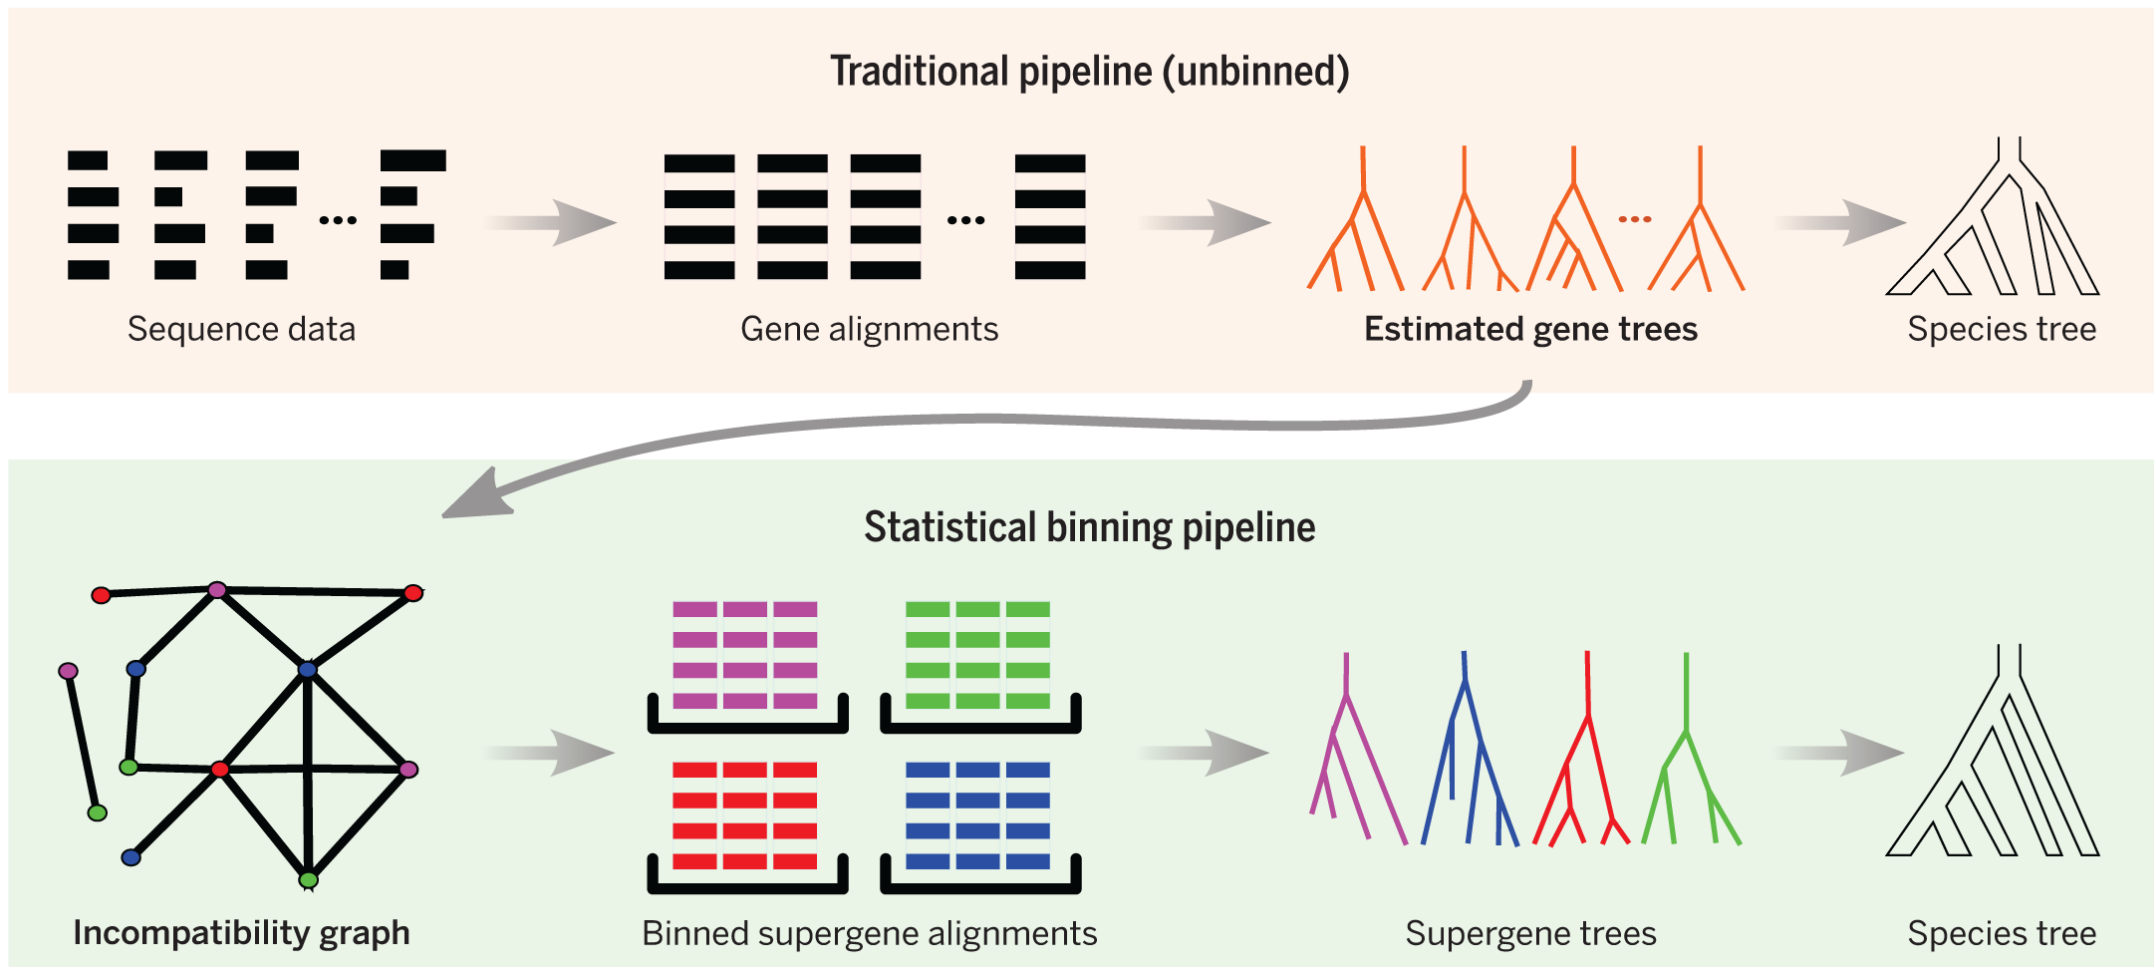 Traditional pipeline (unbinned)
Sequence data
Gene alignments
Estimated gene trees
Species tree
Statistical binning pipeline
Incompatibility graph
Binned supergene alignments
Supergene trees
Species tree